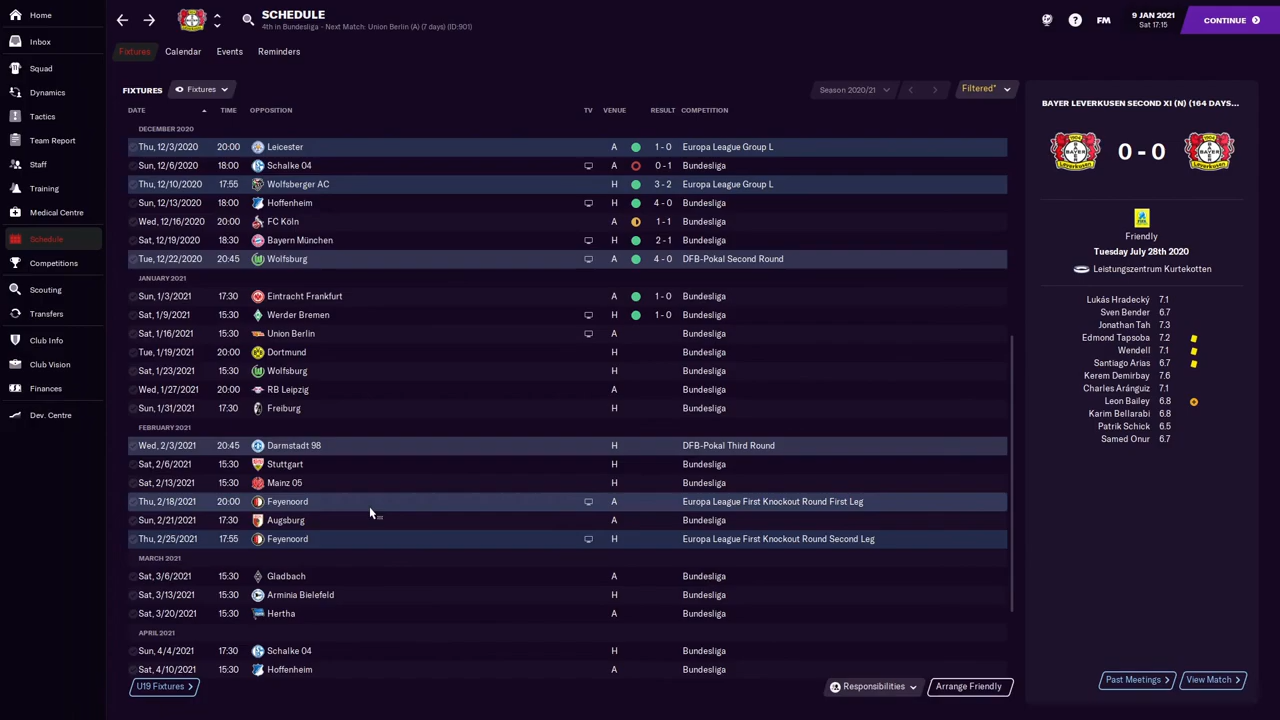 Home
Inbox
Squad
Dynamics
Tactics
Team Report
Staff
Training
Medical Centre
Schedule
Competitions
Scouting
Transfers
Club Info
Club Vision
Finances
Dev. Centre
SCHEDULE
4th in Bundesliga - Next Match: Union Berlin (A) (7 days) (ID:901)
FM
9 JAN 2021
Sat 17:15
CONTINUE
Fixtures Calendar Events Reminders
FIXTURES Fixtures Season 2020/21 Filtered*
DATE TIME OPPOSITION TV VENUE RESULT COMPETITION
DECEMBER 2020
Thu, 12/3/2020 20:00 Leicester A 1 - 0 Europa League Group L
Sun, 12/6/2020 18:00 Schalke 04 A 0 - 1 Bundesliga
Thu, 12/10/2020 17:55 Wolfsberger AC H 3 - 2 Europa League Group L
Sun, 12/13/2020 18:00 Hoffenheim H 4 - 0 Bundesliga
Wed, 12/16/2020 20:00 FC Köln A 1 - 1 Bundesliga
Sat, 12/19/2020 18:30 Bayern München H 2 - 1 Bundesliga
Tue, 12/22/2020 20:45 Wolfsburg A 4 - 0 DFB-Pokal Second Round
JANUARY 2021
Sun, 1/3/2021 17:30 Eintracht Frankfurt A 1 - 0 Bundesliga
Sat, 1/9/2021 15:30 Werder Bremen H 1 - 0 Bundesliga
Sat, 1/16/2021 15:30 Union Berlin A Bundesliga
Tue, 1/19/2021 20:00 Dortmund H Bundesliga
Sat, 1/23/2021 15:30 Wolfsburg H Bundesliga
Wed, 1/27/2021 20:00 RB Leipzig A Bundesliga
Sun, 1/31/2021 17:30 Freiburg H Bundesliga
FEBRUARY 2021
Wed, 2/3/2021 20:45 Darmstadt 98 H DFB-Pokal Third Round
Sat, 2/6/2021 15:30 Stuttgart H Bundesliga
Sat, 2/13/2021 15:30 Mainz 05 H Bundesliga
Thu, 2/18/2021 20:00 Feyenoord A Europa League First Knockout Round First Leg
Sun, 2/21/2021 17:30 Augsburg A Bundesliga
Thu, 2/25/2021 17:55 Feyenoord H Europa League First Knockout Round Second Leg
MARCH 2021
Sat, 3/6/2021 15:30 Gladbach A Bundesliga
Sat, 3/13/2021 15:30 Arminia Bielefeld H Bundesliga
Sat, 3/20/2021 15:30 Hertha A Bundesliga
APRIL 2021
Sun, 4/4/2021 17:30 Schalke 04 H Bundesliga
Sat, 4/10/2021 15:30 Hoffenheim A Bundesliga
U19 Fixtures Responsibilities Arrange Friendly
BAYER LEVERKUSEN SECOND XI (N) (164 DAYS...
0 - 0
Friendly
Tuesday July 28th 2020
Leistungszentrum Kurtekotten
Lukás Hradecký 7.1
Sven Bender 6.7
Jonathan Tah 7.3
Edmond Tapsoba 7.2
Wendell 7.1
Santiago Arias 6.7
Kerem Demirbay 7.6
Charles Aránguiz 7.1
Leon Bailey 6.8
Karim Bellarabi 6.8
Patrik Schick 6.5
Samed Onur 6.7
Past Meetings View Match